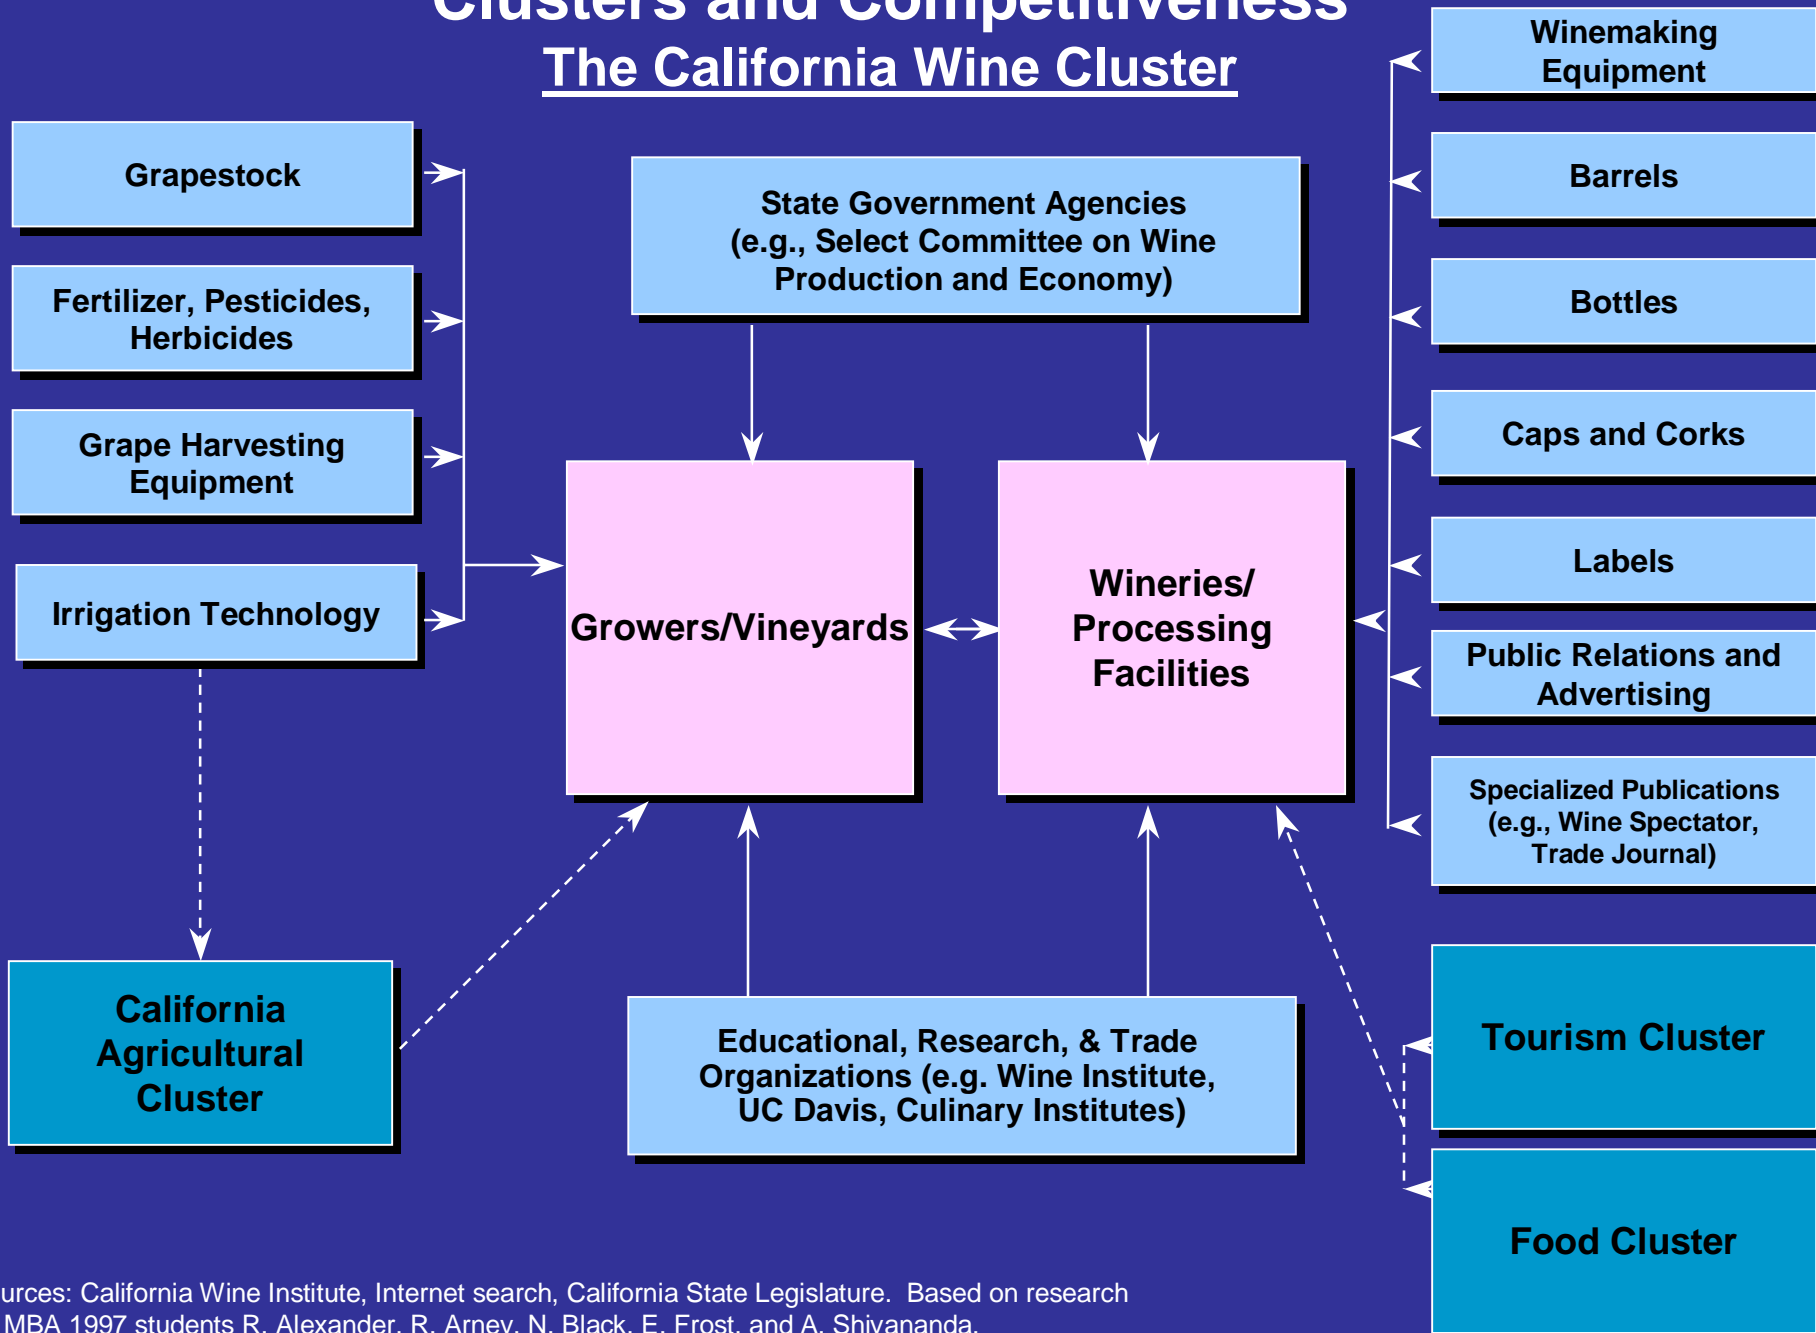 Clusters and Competitiveness
The California Wine Cluster
Grapestock
Fertilizer, Pesticides,
Herbicides
Grape Harvesting
Equipment
Irrigation Technology
State Government Agencies
(e.g., Select Committee on Wine
Production and Economy)
Growers/Vineyards
Wineries/
Processing
Facilities
Winemaking
Equipment
Barrels
Bottles
Caps and Corks
Labels
Public Relations and
Advertising
Specialized Publications
(e.g., Wine Spectator,
Trade Journal)
California
Agricultural
Cluster
Educational, Research, & Trade
Organizations (e.g. Wine Institute,
UC Davis, Culinary Institutes)
Tourism Cluster
Food Cluster
urces: California Wine Institute, Internet search, California State Legislature. Based on research
MBA 1997 students R. Alexander, R. Arney, N. Black, E. Frost, and A. Shivananda.